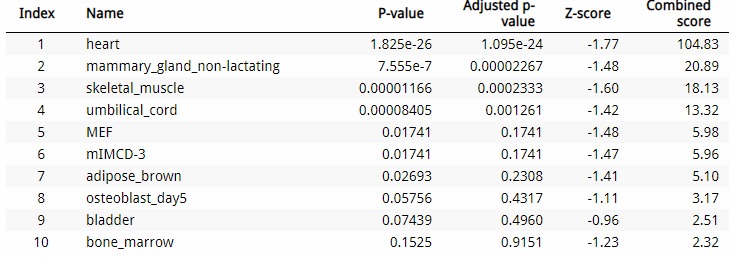 Index Name P-value Adjusted p-value Z-score Combined score
1 heart 1.825e-26 1.095e-24 -1.77 104.83
2 mammary_gland_non-lactating 7.555e-7 0.00002267 -1.48 20.89
3 skeletal_muscle 0.00001166 0.0002333 -1.60 18.13
4 umbilical_cord 0.00008405 0.001261 -1.42 13.32
5 MEF 0.01741 0.1741 -1.48 5.98
6 mIMCD-3 0.01741 0.1741 -1.47 5.96
7 adipose_brown 0.02693 0.2308 -1.41 5.10
8 osteoblast_day5 0.05756 0.4317 -1.11 3.17
9 bladder 0.07439 0.4960 -0.96 2.51
10 bone_marrow 0.1525 0.9151 -1.23 2.32